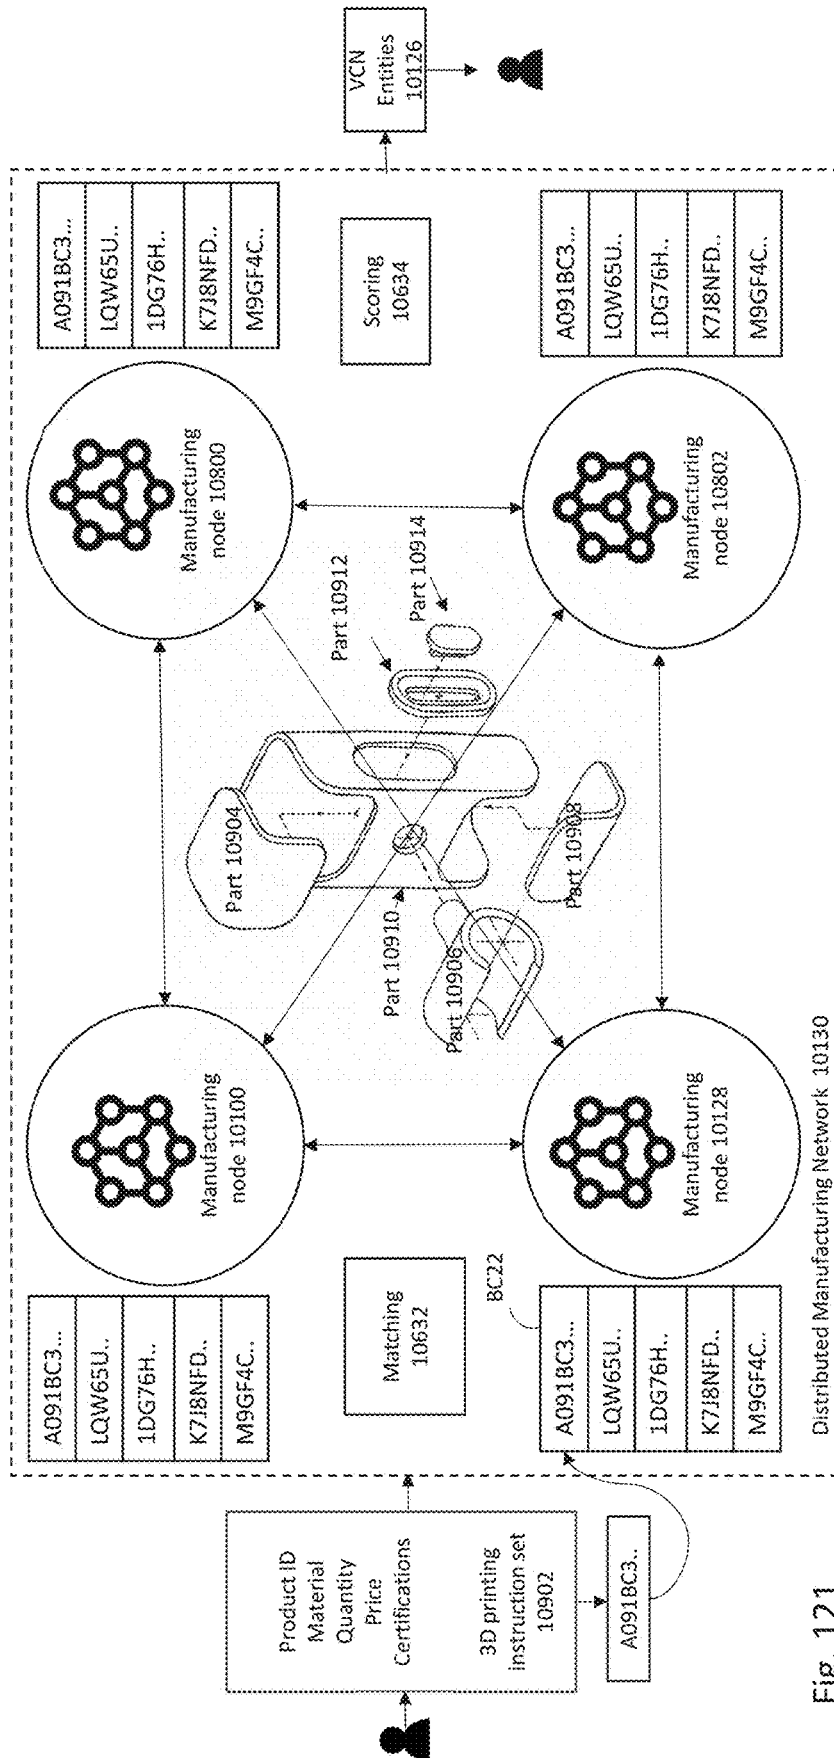 Product ID
Material
Quantity
Price
Certifications
3D printing
instruction set
10902
A091BC3..
A091BC3...
LQW65U..
1DG76H..
K7J8NFD..
M9GF4C..
Manufacturing
node 10100
Matching
10632
BC22
A091BC3...
LQW65U..
1DG76H..
K7J8NFD..
M9GF4C..
Manufacturing
node 10128
Part 10904
Part 10910
Part 10906
Part 10908
Part 10912
Part 10914
Manufacturing
node 10800
A091BC3...
LQW65U..
1DG76H..
K7J8NFD..
M9GF4C..
Scoring
10634
Manufacturing
node 10802
A091BC3...
LQW65U..
1DG76H..
K7J8NFD..
M9GF4C..
VCN
Entities
10126
Distributed Manufacturing Network 10130
Fig. 121